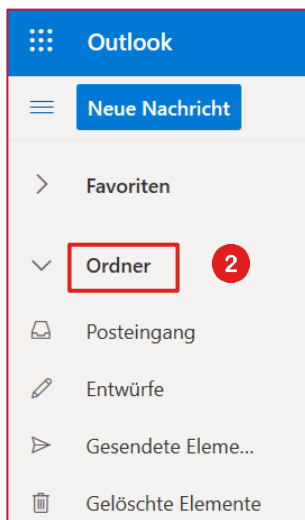 Outlook
Neue Nachricht
Favoriten
Ordner 2
Posteingang
Entwürfe
Gesendete Eleme...
Gelöschte Elemente